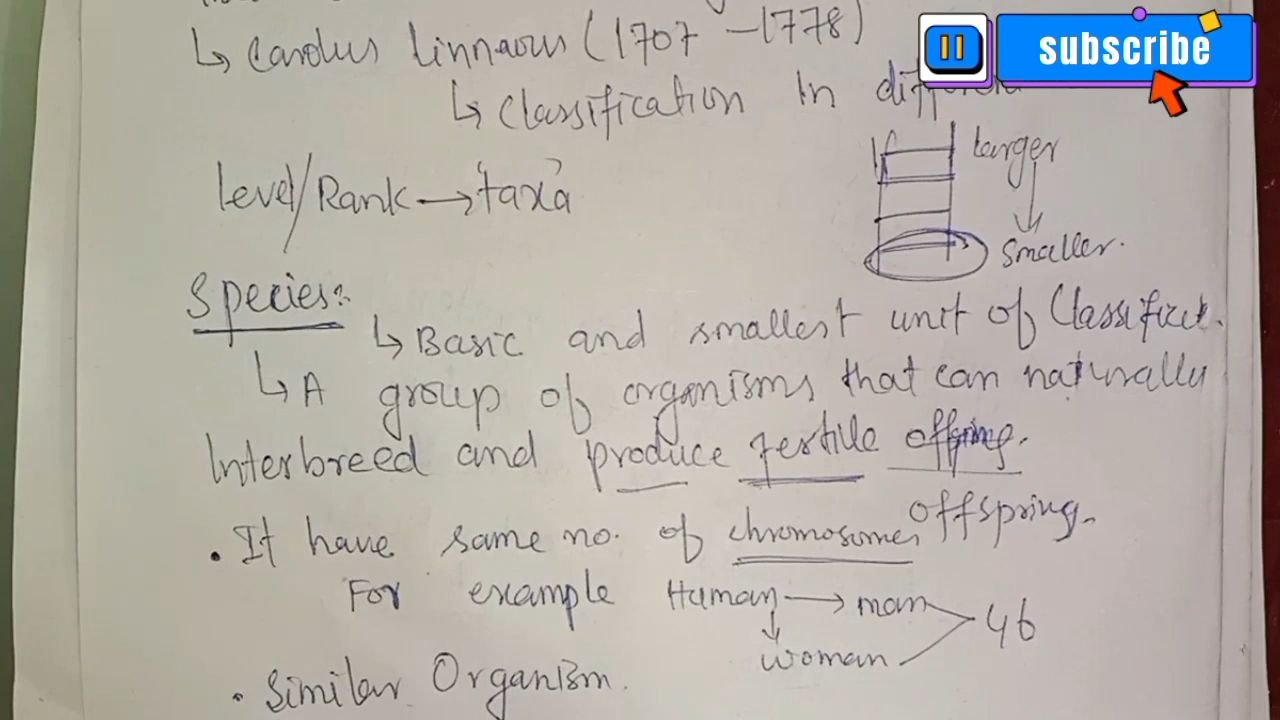 ↳ Carolus Linnaeus (1707 – 1778)
subscribe
↳ Classification in different
Larger
Level/Rank → 'taxa'
Smaller.
Species:
↳ Basic and smallest unit of Classificat.
↳ A group of organisms that can naturally
Interbreed and produce fertile offspring.
offspring.
• It have same no. of chromosomes
For example Human → man
46
↓ woman
• Similar Organism.